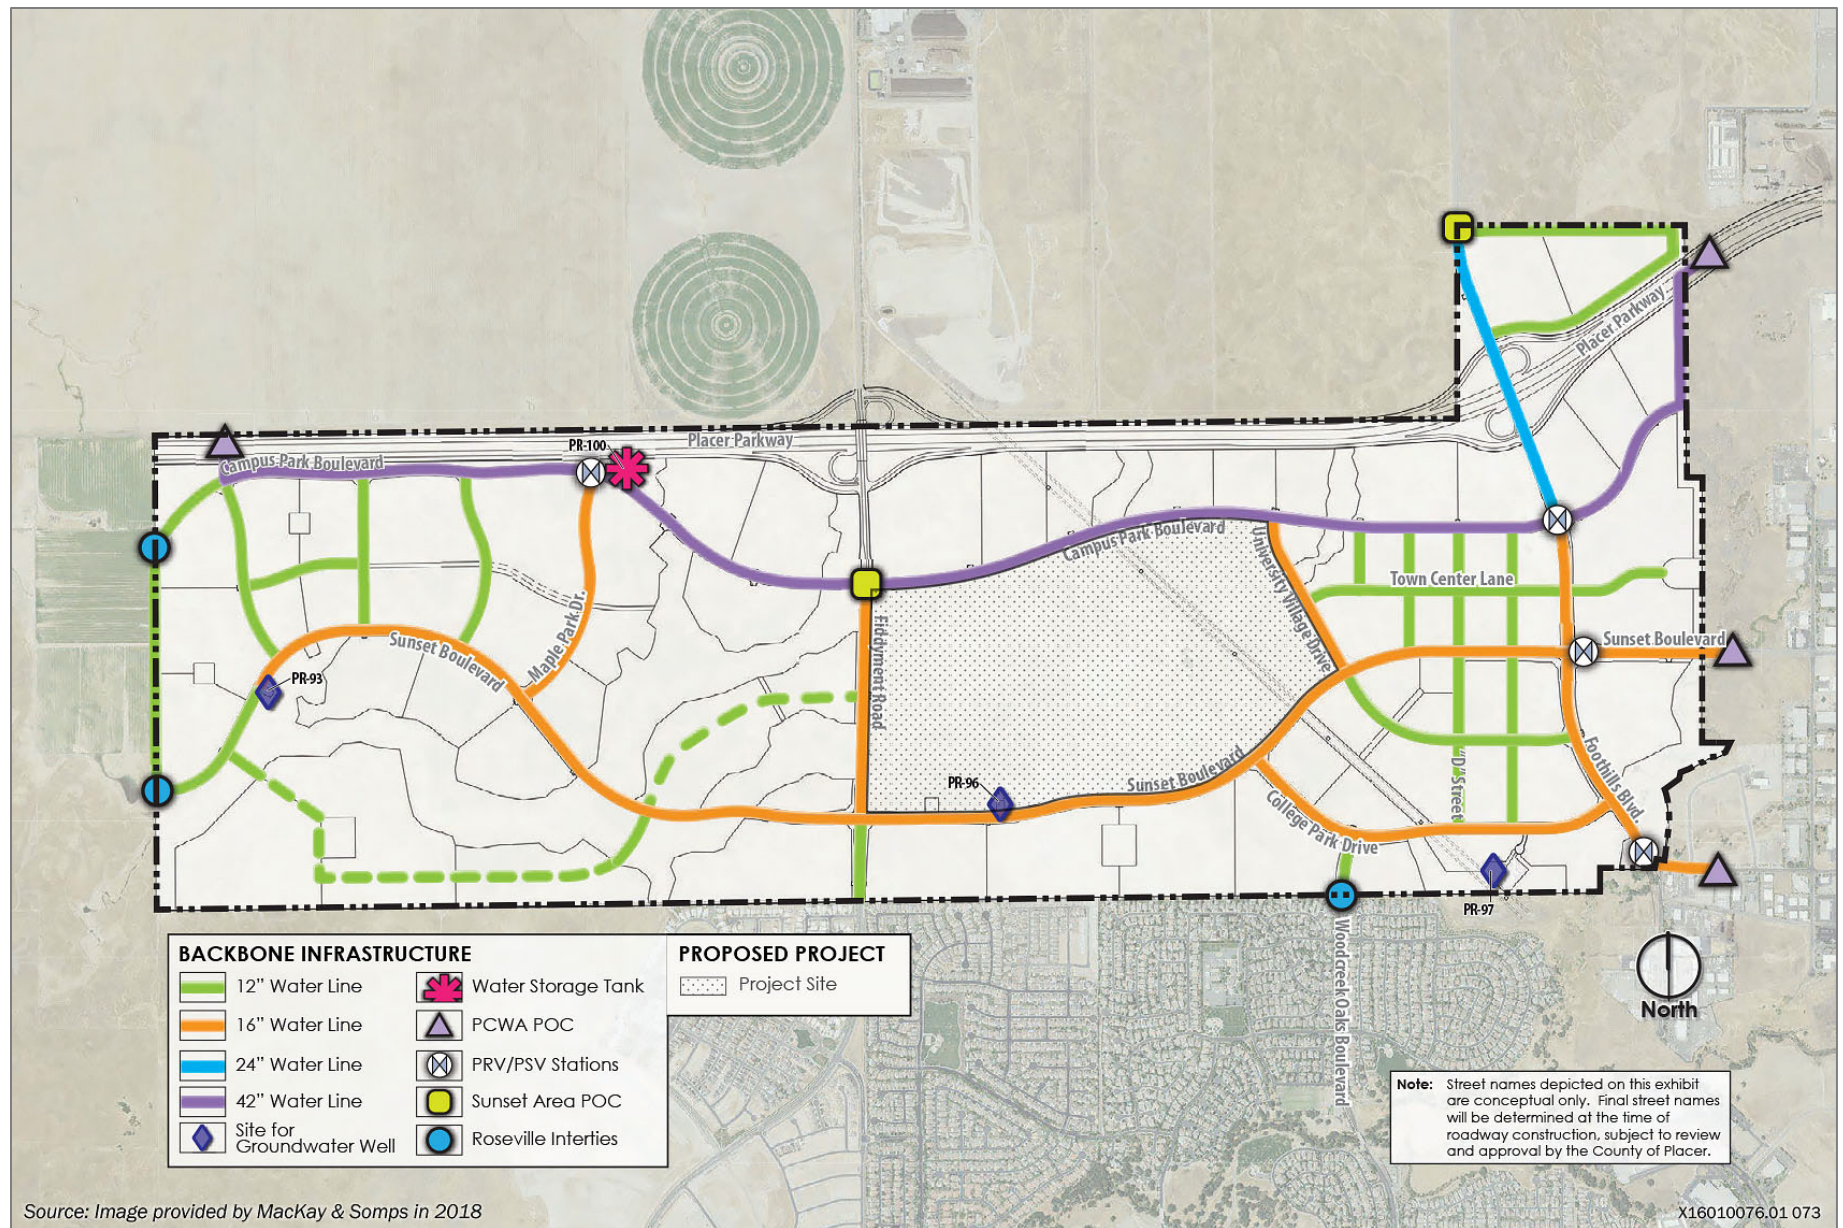 Placer Parkway
PR-100
Placer Parkway
Campus Park Boulevard
Campus Park Boulevard
University Village Drive
Town Center Lane
Maple Park Dr.
Sunset Boulevard
Fiddyment Road
Sunset Boulevard
PR-93
PR-96
Sunset Boulevard
"D" Street
Foothills Blvd.
College Park Drive
PR-97
Woodcreek Oaks Boulevard
BACKBONE INFRASTRUCTURE
12” Water Line
16” Water Line
24” Water Line
42” Water Line
Site for
Groundwater Well
Water Storage Tank
PCWA POC
PRV/PSV Stations
Sunset Area POC
Roseville Interties
PROPOSED PROJECT
Project Site
North
Note: Street names depicted on this exhibit
are conceptual only. Final street names
will be determined at the time of
roadway construction, subject to review
and approval by the County of Placer.
Source: Image provided by MacKay & Somps in 2018
X16010076.01 073